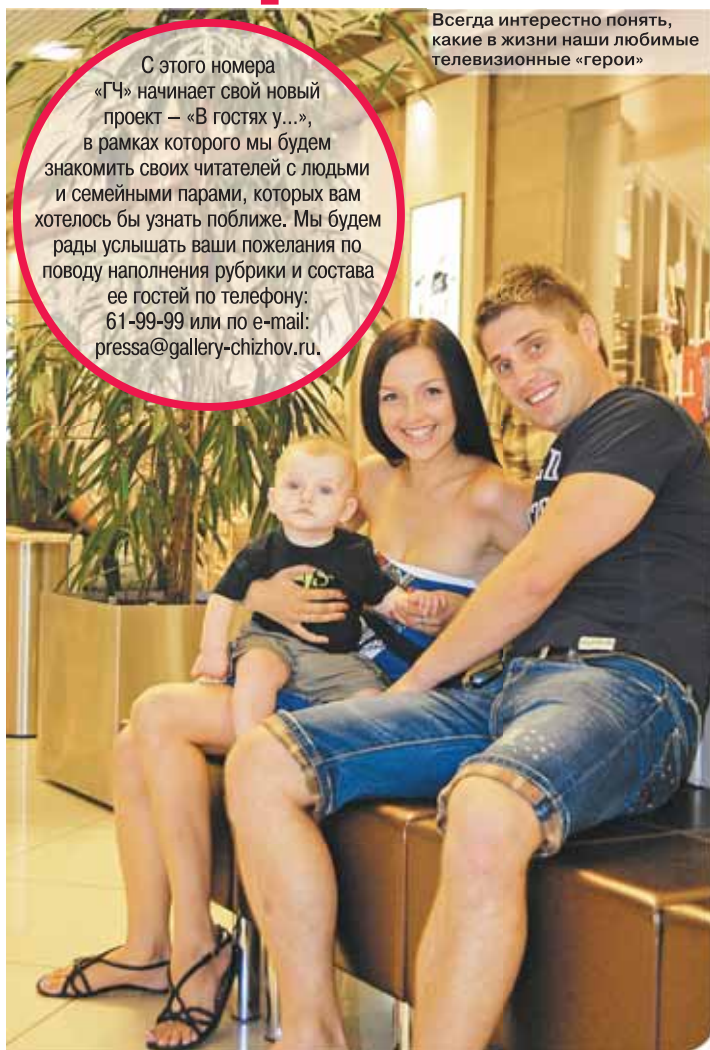 Всегда интересно понять,
какие в жизни наши любимые
телевизионные «герои»
С этого номера
«ГЧ» начинает свой новый
проект – «В гостях у...»,
в рамках которого мы будем
знакомить своих читателей с людьми
и семейными парами, которых вам
хотелось бы узнать поближе. Мы будем
рады услышать ваши пожелания по
поводу наполнения рубрики и состава
ее гостей по телефону:
61-99-99 или по e-mail:
pressa@gallery-chizhov.ru.